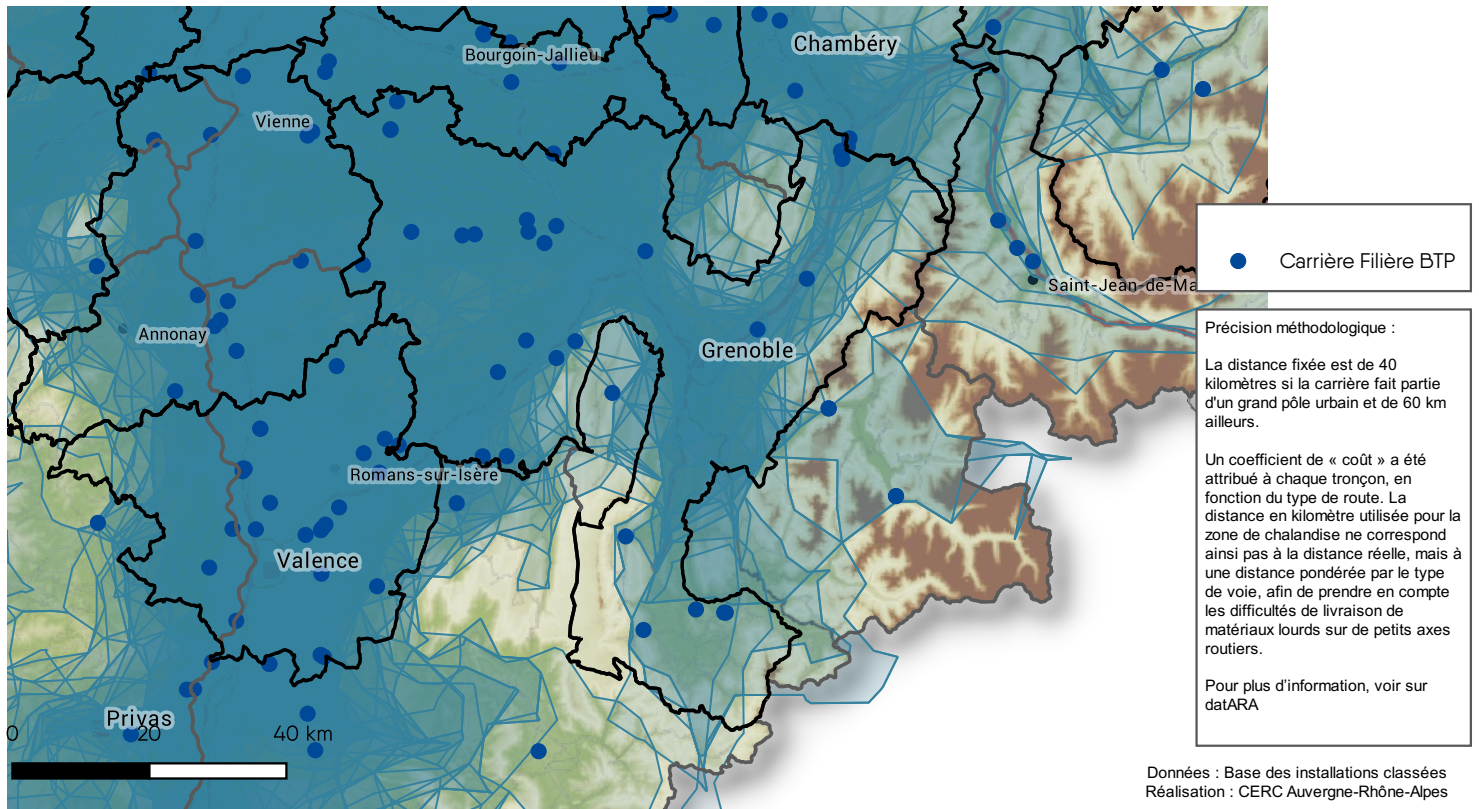 Chambéry
Bourgoin-Jallieu
Vienne
Saint-Jean-de-Ma
Annonay
Grenoble
Romans-sur-Isère
Valence
Privas
0 20 40 km
Carrière Filière BTP
Précision méthodologique :
La distance fixée est de 40
kilomètres si la carrière fait partie
d'un grand pôle urbain et de 60 km
ailleurs.
Un coefficient de « coût » a été
attribué à chaque tronçon, en
fonction du type de route. La
distance en kilomètre utilisée pour la
zone de chalandise ne correspond
ainsi pas à la distance réelle, mais à
une distance pondérée par le type
de voie, afin de prendre en compte
les difficultés de livraison de
matériaux lourds sur de petits axes
routiers.
Pour plus d'information, voir sur
datARA
Données : Base des installations classées
Réalisation : CERC Auvergne-Rhône-Alpes